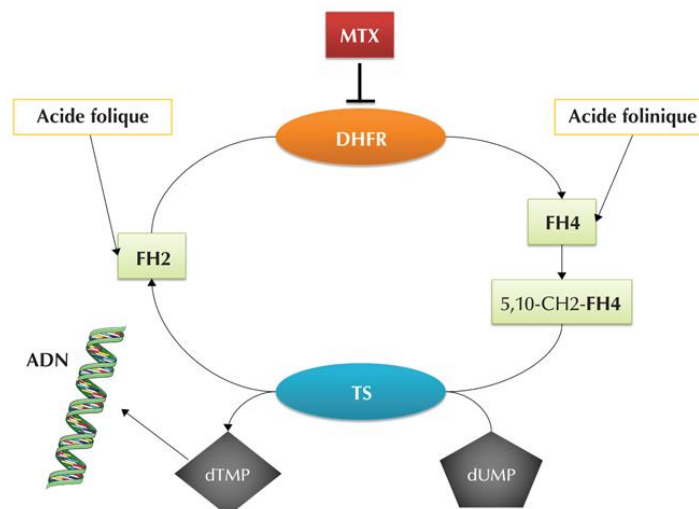 MTX
Acide folique
Acide folinique
DHFR
FH4
FH2
5,10-CH2-FH4
ADN
TS
dTMP
dUMP